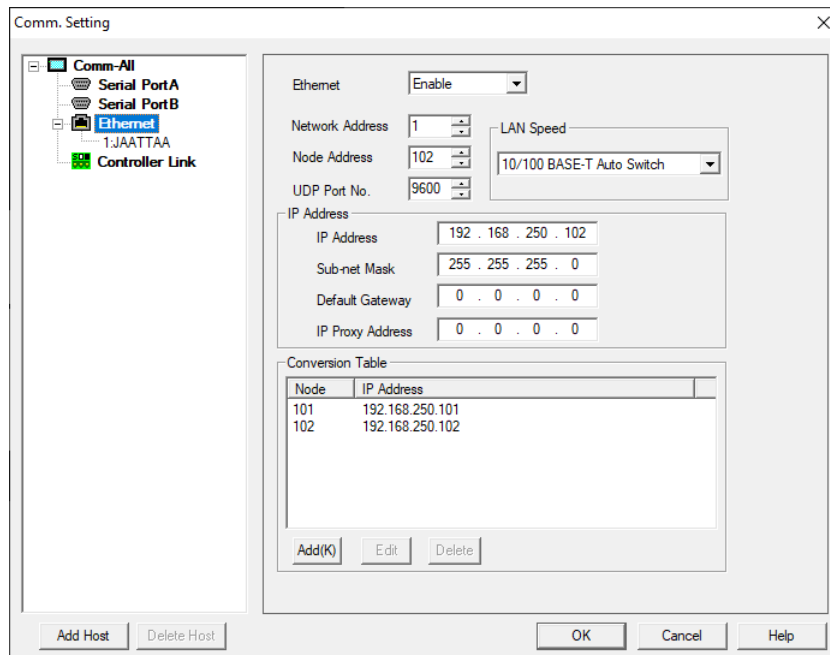 Comm. Setting
Comm-All
Serial PortA
Serial PortB
Ethernet
1:JAATTAA
Controller Link
Add Host
Delete Host
Ethernet
Enable
Network Address
1
Node Address
102
UDP Port No.
9600
LAN Speed
10/100 BASE-T Auto Switch
IP Address
IP Address
192 . 168 . 250 . 102
Sub-net Mask
255 . 255 . 255 . 0
Default Gateway
0 . 0 . 0 . 0
IP Proxy Address
0 . 0 . 0 . 0
Conversion Table
Node IP Address
101 192.168.250.101
102 192.168.250.102
Add(K) Edit Delete
OK Cancel Help